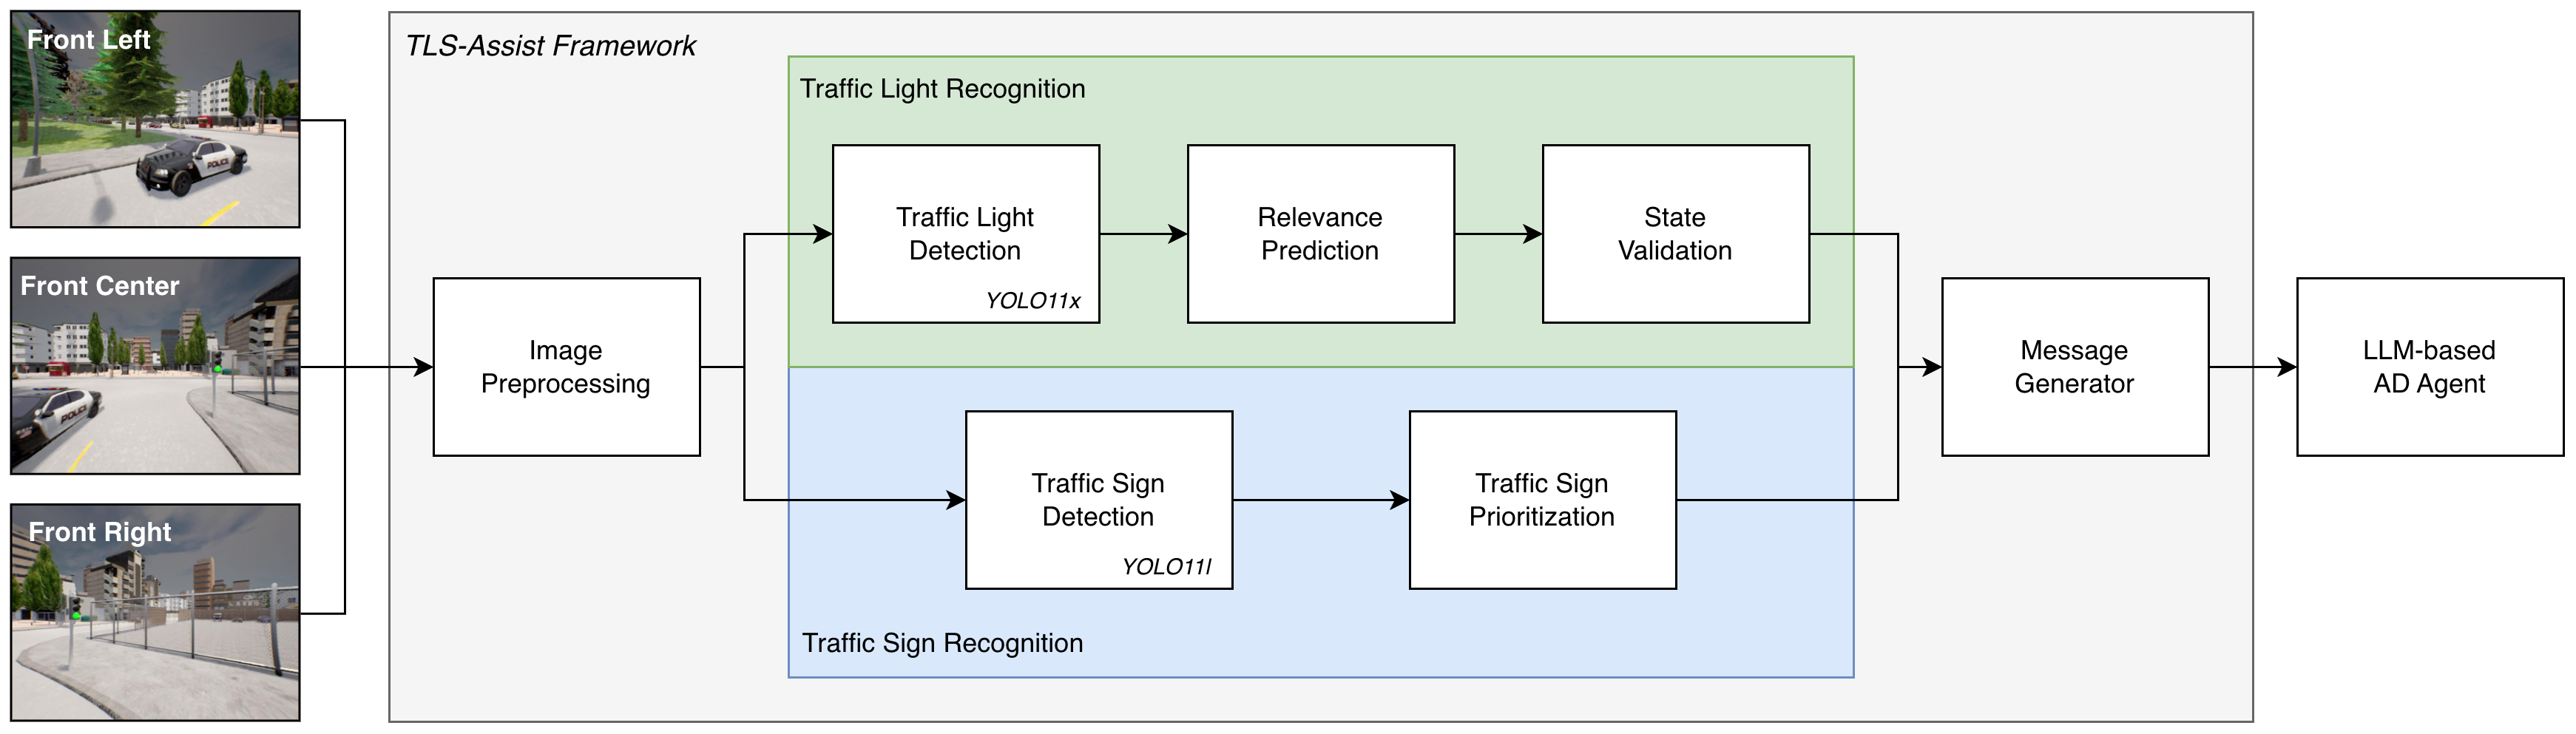 Front Left
POLICE
Front Center
POLICE
Front Right
TLS-Assist Framework
Image
Preprocessing
Traffic Light Recognition
Traffic Light
Detection
YOLO11x
Relevance
Prediction
State
Validation
Traffic Sign
Detection
YOLO11l
Traffic Sign
Prioritization
Traffic Sign Recognition
Message
Generator
LLM-based
AD Agent